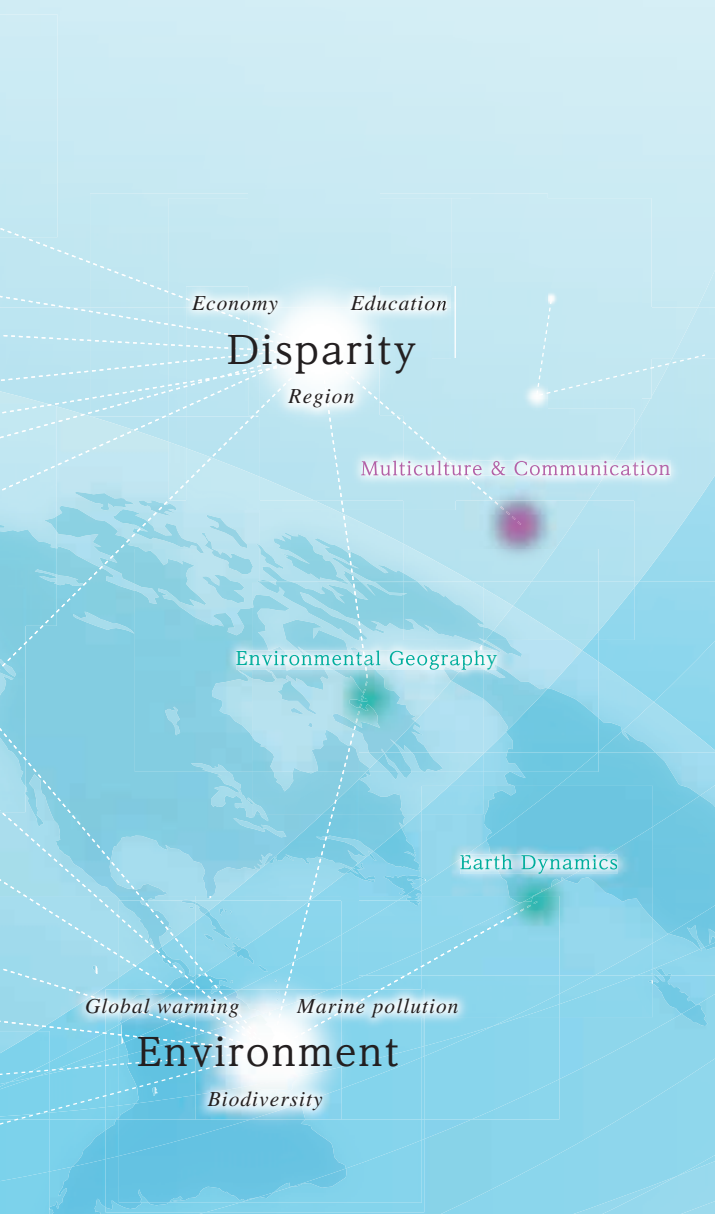 Economy
Education
Disparity
Region
Multiculture & Communication
Environmental Geography
Earth Dynamics
Global warming
Marine pollution
Environment
Biodiversity